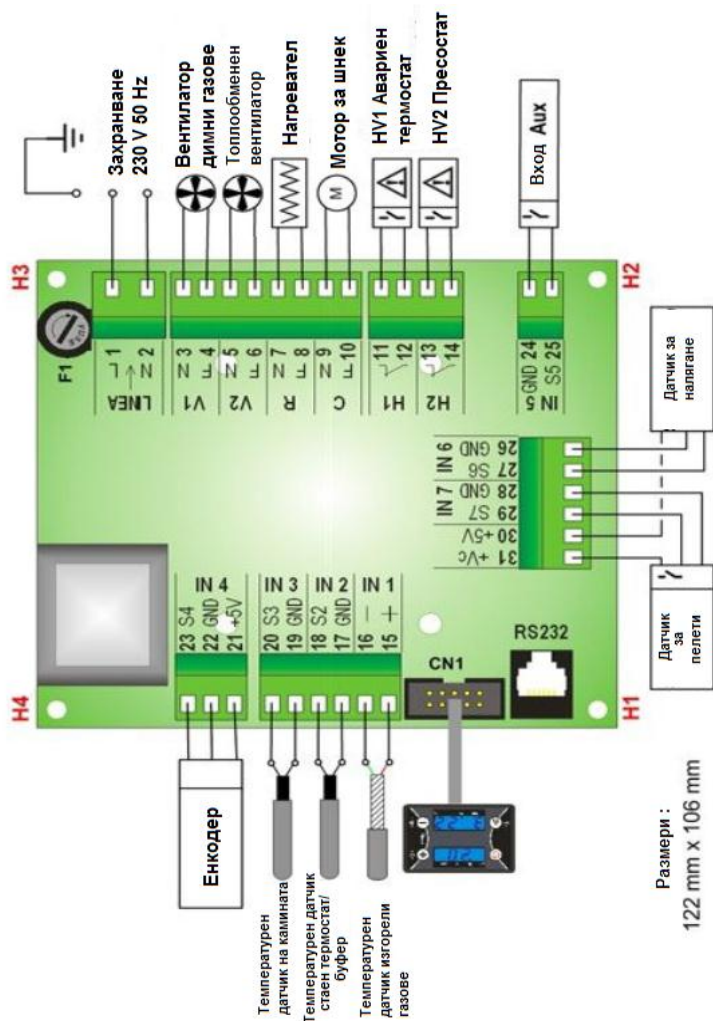 Захранване
230 V 50 Hz
Вентилатор
димни газове
Топлообменен
вентилатор
Нагревател
Мотор за шнек
M
HV1 Авариен
термостат
HV2 Пресостат
Вход Aux
H3
H2
F1
1 L
2 N
LINEA
3 N
4 F
V1
5 N
6 F
V2
7 N
8 F
R
9 N
10 F
C
11
12
H1
13
14
H2
24 GND
25 S5
IN 5
26 GND
27 S6
IN 6
28 GND
29 S7
IN 7
30 +5V
31 +Vc
Датчик за
налягане
Датчик
за
пелети
IN 4
23 S4
22 GND
21 +5V
IN 3
20 S3
19 GND
IN 2
18 S2
17 GND
IN 1
16 –
15 +
CN1
RS232
H4
H1
Енкодер
Температурен
датчик на камината
Температурен датчик
стаен термостат/
буфер
Температурен
датчик изгорели
газове
Размери :
122 mm x 106 mm